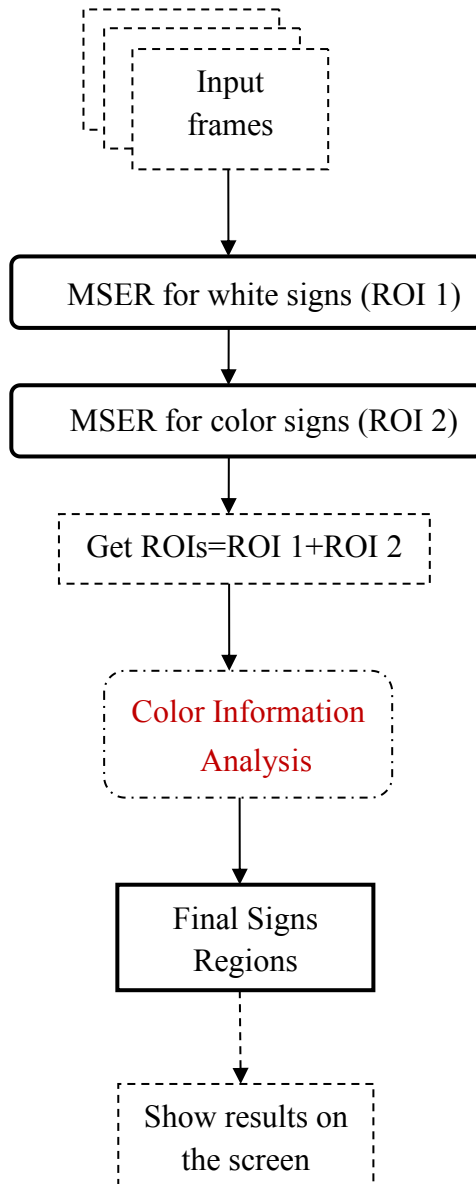 Input
frames
MSER for white signs (ROI 1)
MSER for color signs (ROI 2)
Get ROIs=ROI 1+ROI 2
Color Information
Analysis
Final Signs
Regions
Show results on
the screen